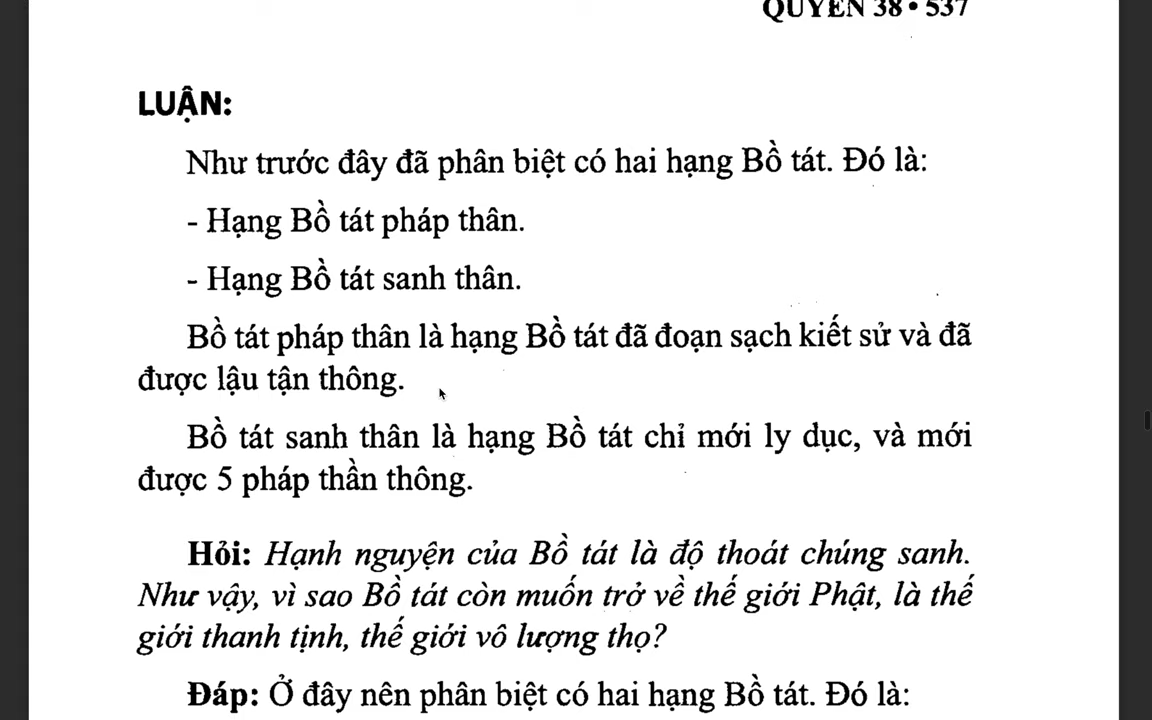 QUYỂN 38 • 537
LUẬN:
Như trước đây đã phân biệt có hai hạng Bồ tát. Đó là:
- Hạng Bồ tát pháp thân.
- Hạng Bồ tát sanh thân.
Bồ tát pháp thân là hạng Bồ tát đã đoạn sạch kiết sử và đã
được lậu tận thông.
Bồ tát sanh thân là hạng Bồ tát chỉ mới ly dục, và mới
được 5 pháp thần thông.
Hỏi: Hạnh nguyện của Bồ tát là độ thoát chúng sanh.
Như vậy, vì sao Bồ tát còn muốn trở về thế giới Phật, là thế
giới thanh tịnh, thế giới vô lượng thọ?
Đáp: Ở đây nên phân biệt có hai hạng Bồ tát. Đó là: